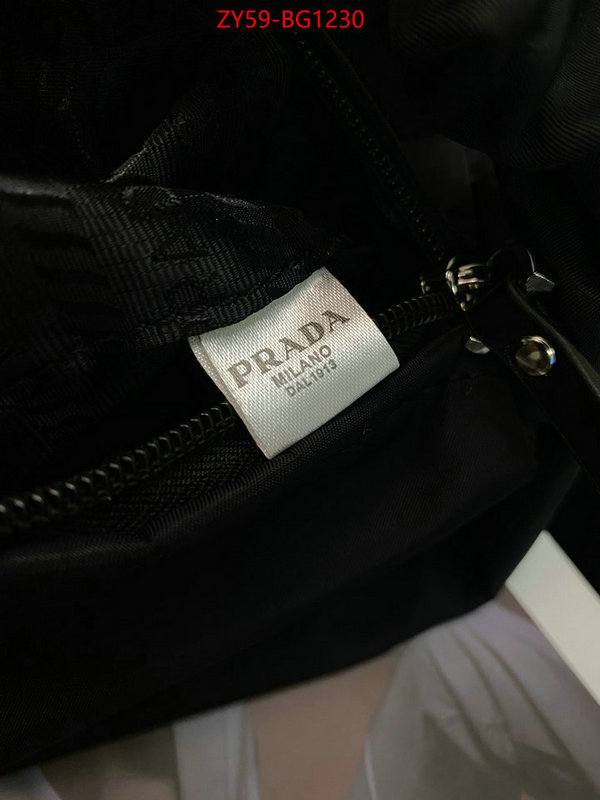 ZY59-BG1230
PRADA
MILANO
DAL 1913